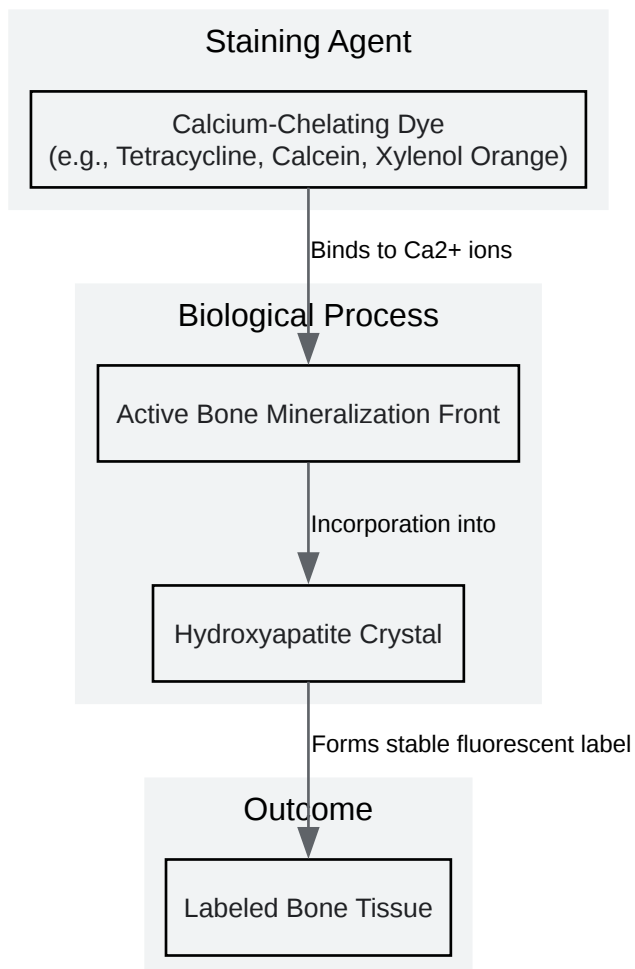 Staining Agent
Calcium-Chelating Dye
(e.g., Tetracycline, Calcein, Xylenol Orange)
Binds to Ca2+ ions
Biological Process
Active Bone Mineralization Front
Incorporation into
Hydroxyapatite Crystal
Forms stable fluorescent label
Outcome
Labeled Bone Tissue